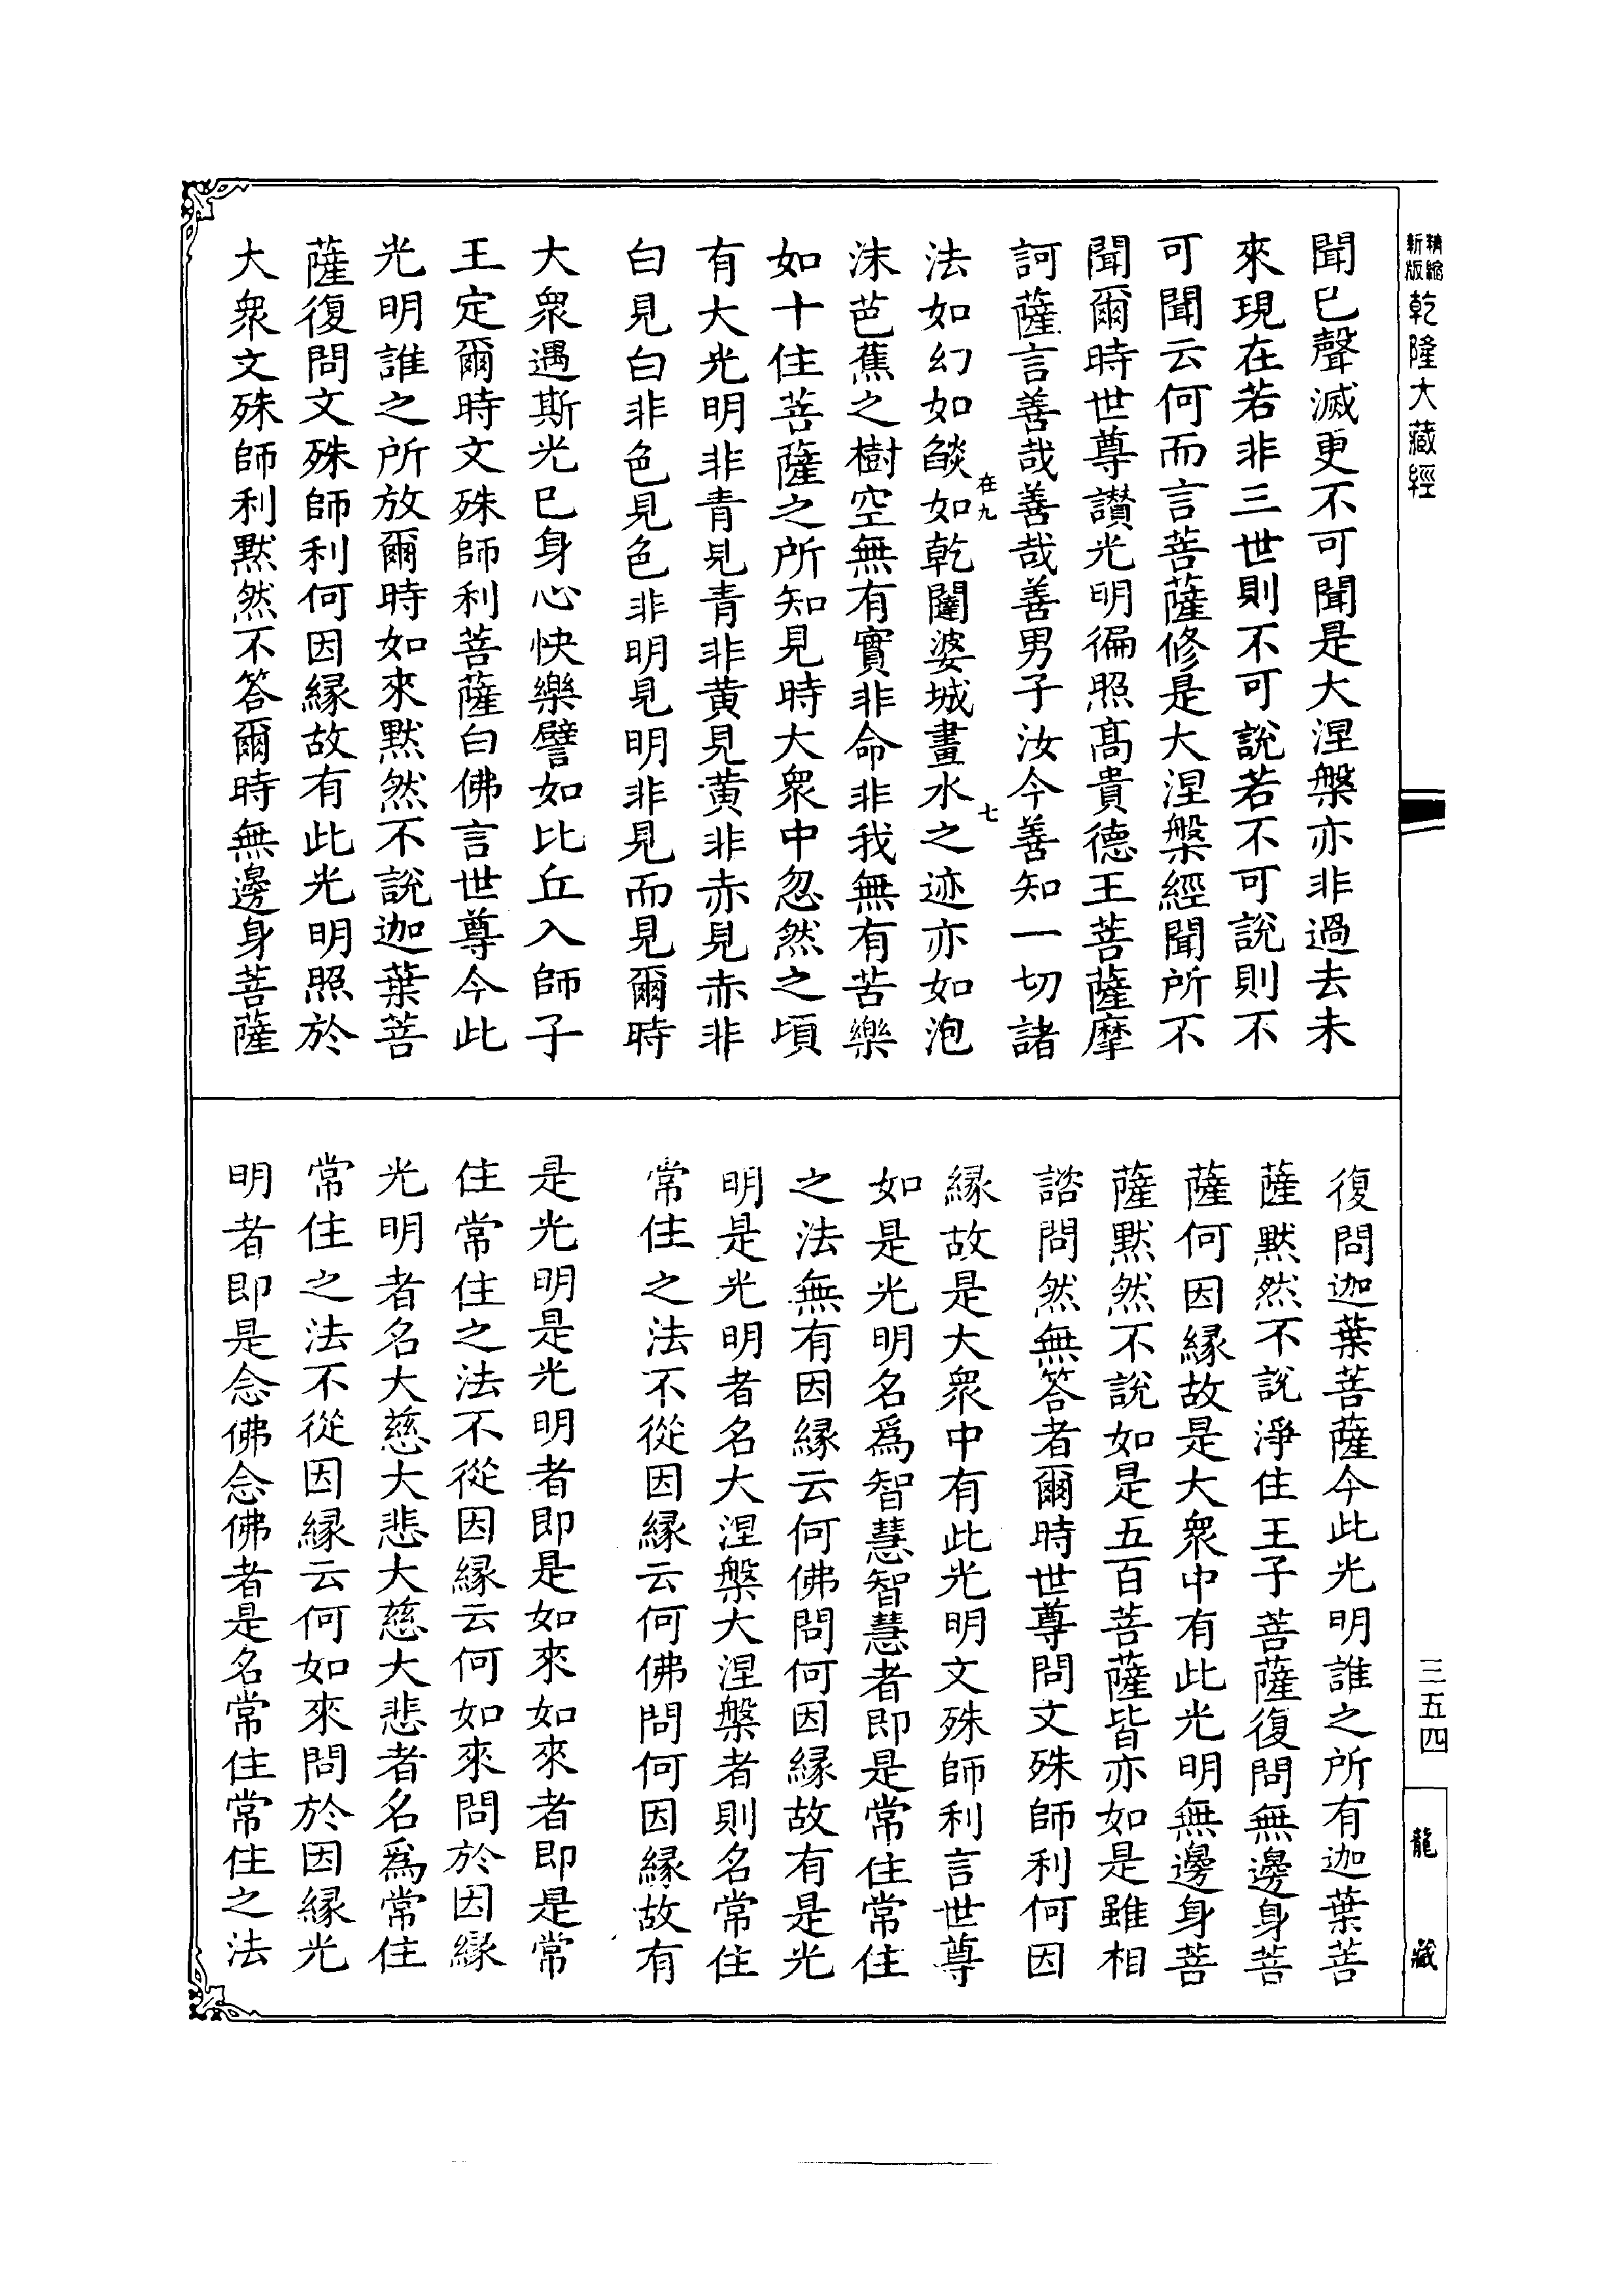 精縮
新版
乾隆大藏經
聞已聲滅更不可聞是大涅槃亦非過去未
來現在若非三世則不可說若不可說則不
可聞云何而言菩薩修是大涅槃經聞所不
聞爾時世尊讃光明徧照髙貴德王菩薩摩
訶薩言善哉善哉善男子汝今善知一切諸
在九
七
法如幻如燄如乾闥婆城畫水之迹亦如泡
沫芭蕉之樹空無有實非命非我無有苦樂
如十住菩薩之所知見時大衆中忽然之頃
有大光明非青見青非黄見黄非赤見赤非
白見白非色見色非明見明非見而見爾時
大衆遇斯光已身心快樂譬如比丘入師子
王定爾時文殊師利菩薩白佛言世尊今此
光明誰之所放爾時如來默然不說迦葉菩
薩復問文殊師利何因縁故有此光明照於
大衆文殊師利默然不答爾時無邊身菩薩
復問迦葉菩薩今此光明誰之所有迦葉菩
薩默然不說淨住王子菩薩復問無邊身菩
薩何因縁故是大衆中有此光明無邊身菩
薩默然不說如是五百菩薩皆亦如是雖相
諮問然無答者爾時世尊問文殊師利何因
縁故是大衆中有此光明文殊師利言世尊
如是光明名爲智慧智慧者即是常住常住
之法無有因縁云何佛問何因縁故有是光
明是光明者名大涅槃大涅槃者則名常住
常住之法不從因縁云何佛問何因縁故有
是光明是光明者即是如來如來者即是常
住常住之法不從因縁云何如來問於因縁
光明者名大慈大悲大慈大悲者名爲常住
常住之法不從因縁云何如來問於因縁光
明者即是念佛念佛者是名常住常住之法
三五四
龍藏